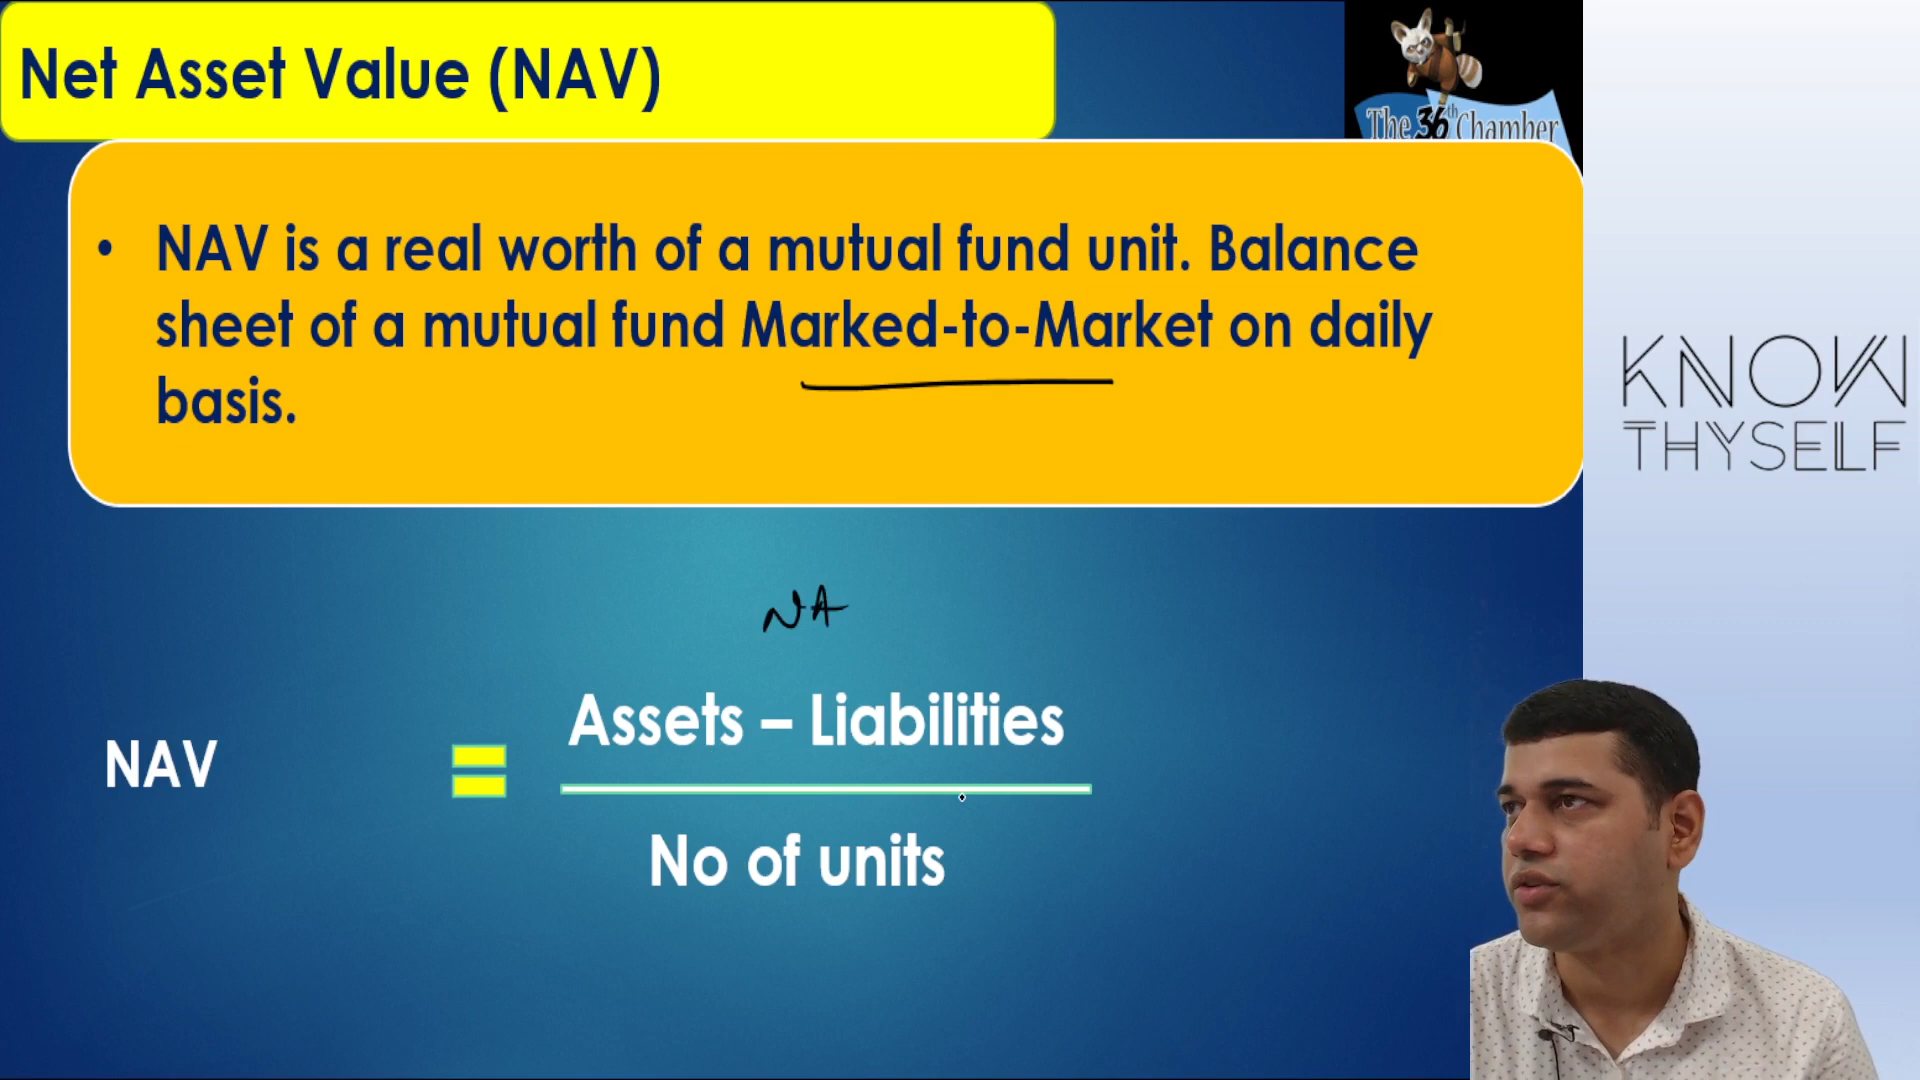 Net Asset Value (NAV)
The 36th Chamber
• NAV is a real worth of a mutual fund unit. Balance
sheet of a mutual fund Marked-to-Market on daily
basis.
KNOW
THYSELF
NA
Assets – Liabilities
NAV =
No of units